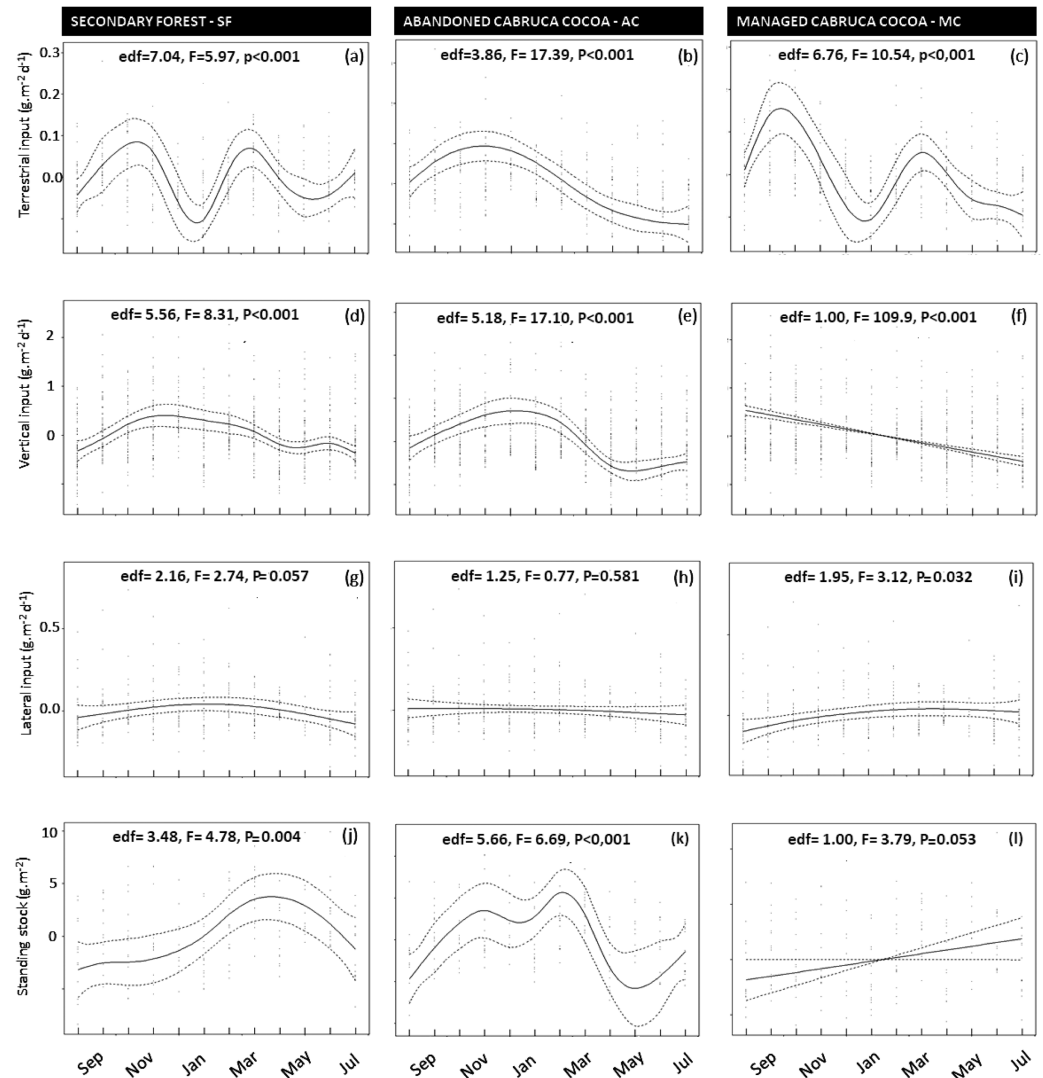 SECONDARY FOREST - SF
ABANDONED CABRUCA COCOA - AC
MANAGED CABRUCA COCOA - MC
Terrestrial input (g.m-2 d-1)
0.3
0.2
0.1
0.0
edf=7.04, F=5.97, p<0.001 (a)
edf=3.86, F= 17.39, P<0.001 (b)
edf= 6.76, F= 10.54, p<0,001 (c)
Vertical input (g.m-2 d-1)
2
1
0
edf= 5.56, F= 8.31, P<0.001 (d)
edf= 5.18, F= 17.10, P<0.001 (e)
edf= 1.00, F= 109.9, P<0.001 (f)
Lateral input (g.m-2 d-1)
0.5
0.0
edf= 2.16, F= 2.74, P=0.057 (g)
edf= 1.25, F= 0.77, P=0.581 (h)
edf= 1.95, F= 3.12, P=0.032 (i)
Standing stock (g.m-2)
10
5
0
edf= 3.48, F= 4.78, P=0.004 (j)
edf= 5.66, F= 6.69, P<0,001 (k)
edf= 1.00, F= 3.79, P=0.053 (l)
Sep Nov Jan Mar May Jul
Sep Nov Jan Mar May Jul
Sep Nov Jan Mar May Jul